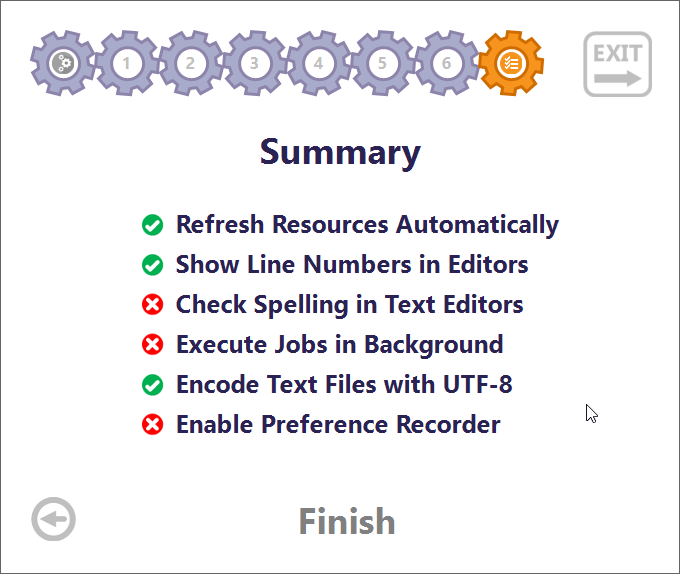 1 2 3 4 5 6 EXIT
Summary
Refresh Resources Automatically
Show Line Numbers in Editors
Check Spelling in Text Editors
Execute Jobs in Background
Encode Text Files with UTF-8
Enable Preference Recorder
Finish